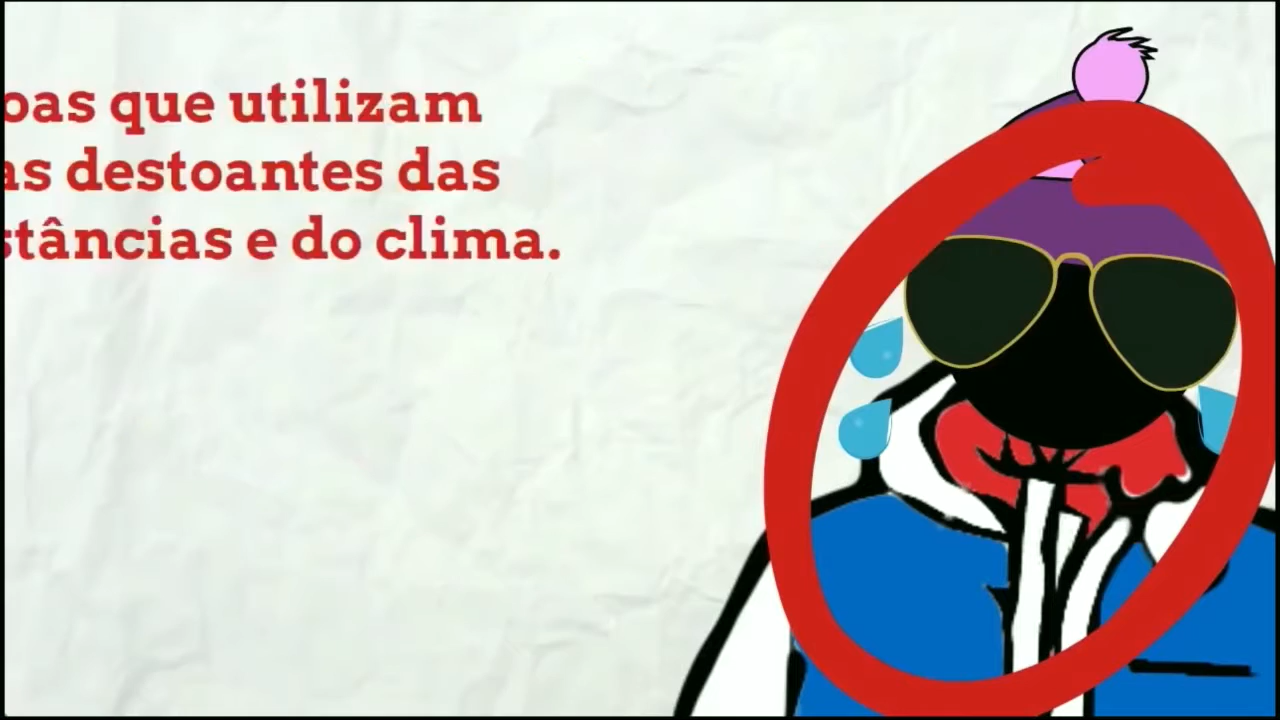 oas que utilizam
as destoantes das
stâncias e do clima.